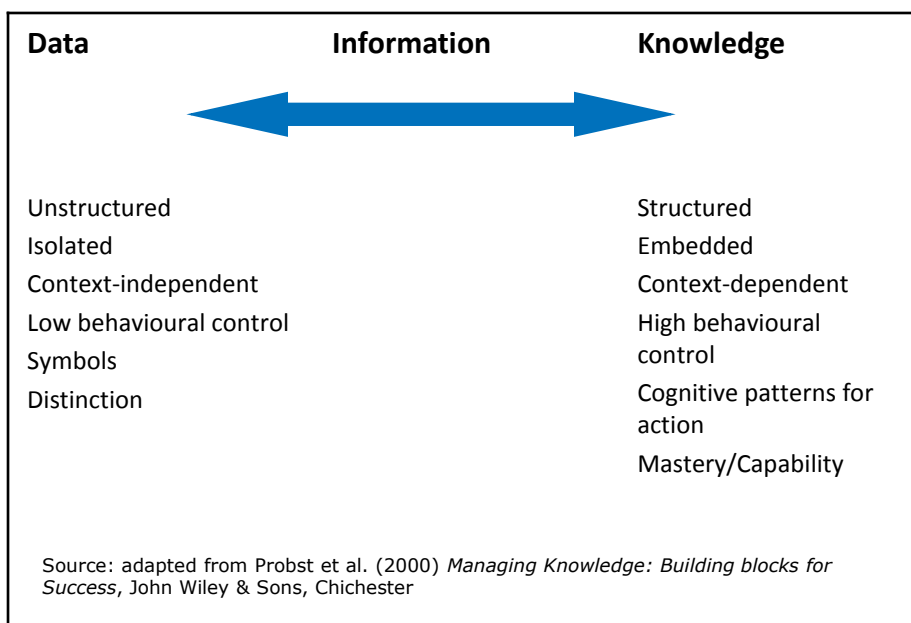 Data Information Knowledge
Unstructured
Isolated
Context-independent
Low behavioural control
Symbols
Distinction
Structured
Embedded
Context-dependent
High behavioural
control
Cognitive patterns for
action
Mastery/Capability
Source: adapted from Probst et al. (2000) Managing Knowledge: Building blocks for
Success, John Wiley & Sons, Chichester